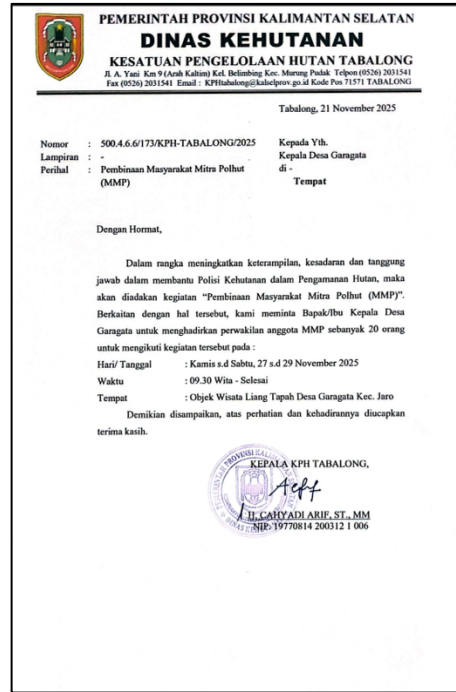 PEMERINTAH PROVINSI KALIMANTAN SELATAN
DINAS KEHUTANAN
KESATUAN PENGELOLAAN HUTAN TABALONG
Jl. A. Yani Km 9 (Arah Kaltim) Kel. Belimbing Kec. Murung Pudak Telpon (0526) 2031541
Fax (0526) 2031541 Email : KPHtabalong@kalselprov.go.id Kode Pos 71571 TABALONG
Tabalong, 21 November 2025
Nomor : 500.4.6.6/173/KPH-TABALONG/2025
Lampiran : -
Perihal : Pembinaan Masyarakat Mitra Polhut
(MMP)
Kepada Yth.
Kepala Desa Garagata
di -
Tempat
Dengan Hormat,
Dalam rangka meningkatkan keterampilan, kesadaran dan tanggung
jawab dalam membantu Polisi Kehutanan dalam Pengamanan Hutan, maka
akan diadakan kegiatan “Pembinaan Masyarakat Mitra Polhut (MMP)”.
Berkaitan dengan hal tersebut, kami meminta Bapak/Ibu Kepala Desa
Garagata untuk menghadirkan perwakilan anggota MMP sebanyak 20 orang
untuk mengikuti kegiatan tersebut pada :
Hari/ Tanggal : Kamis s.d Sabtu, 27 s.d 29 November 2025
Waktu : 09.30 Wita - Selesai
Tempat : Objek Wisata Liang Tapah Desa Garagata Kec. Jaro
Demikian disampaikan, atas perhatian dan kehadirannya diucapkan
terima kasih.
KEPALA KPH TABALONG,
PEMERINTAH PROVINSI KALIMANTAN
DINAS KEHUTANAN
H. CAHYADI ARIF, ST., MM
NIP. 19770814 200312 1 006